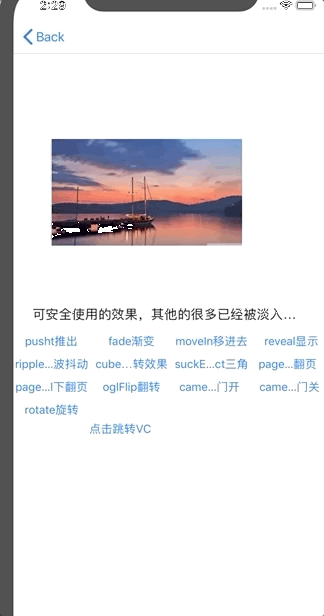 2:29
Back
可安全使用的效果，其他的很多已经被淡入...
pusht推出 fade渐变 moveIn移进去 reveal显示
ripple...波抖动 cube...转效果 suckE...ct三角 page...翻页
page...l下翻页 oglFlip翻转 came...门开 came...门关
rotate旋转
点击跳转VC